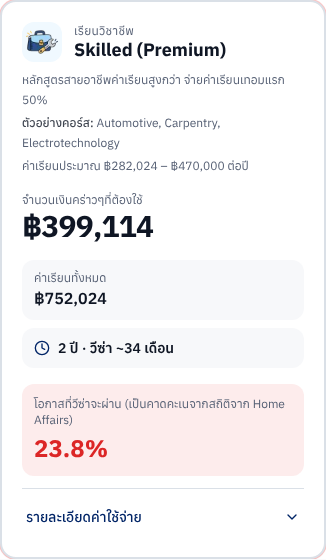 เรียนวิชาชีพ
Skilled (Premium)
หลักสูตรสายอาชีพค่าเรียนสูงกว่า จ่ายค่าเรียนเทอมแรก
50%
ตัวอย่างคอร์ส: Automotive, Carpentry,
Electrotechnology
ค่าเรียนประมาณ ฿282,024 – ฿470,000 ต่อปี
จำนวนเงินคร่าวๆที่ต้องใช้
฿399,114
ค่าเรียนทั้งหมด
฿752,024
2 ปี · วีซ่า ~34 เดือน
โอกาสที่วีซ่าจะผ่าน (เป็นคาดคะเนจากสถิติจาก Home
Affairs)
23.8%
รายละเอียดค่าใช้จ่าย